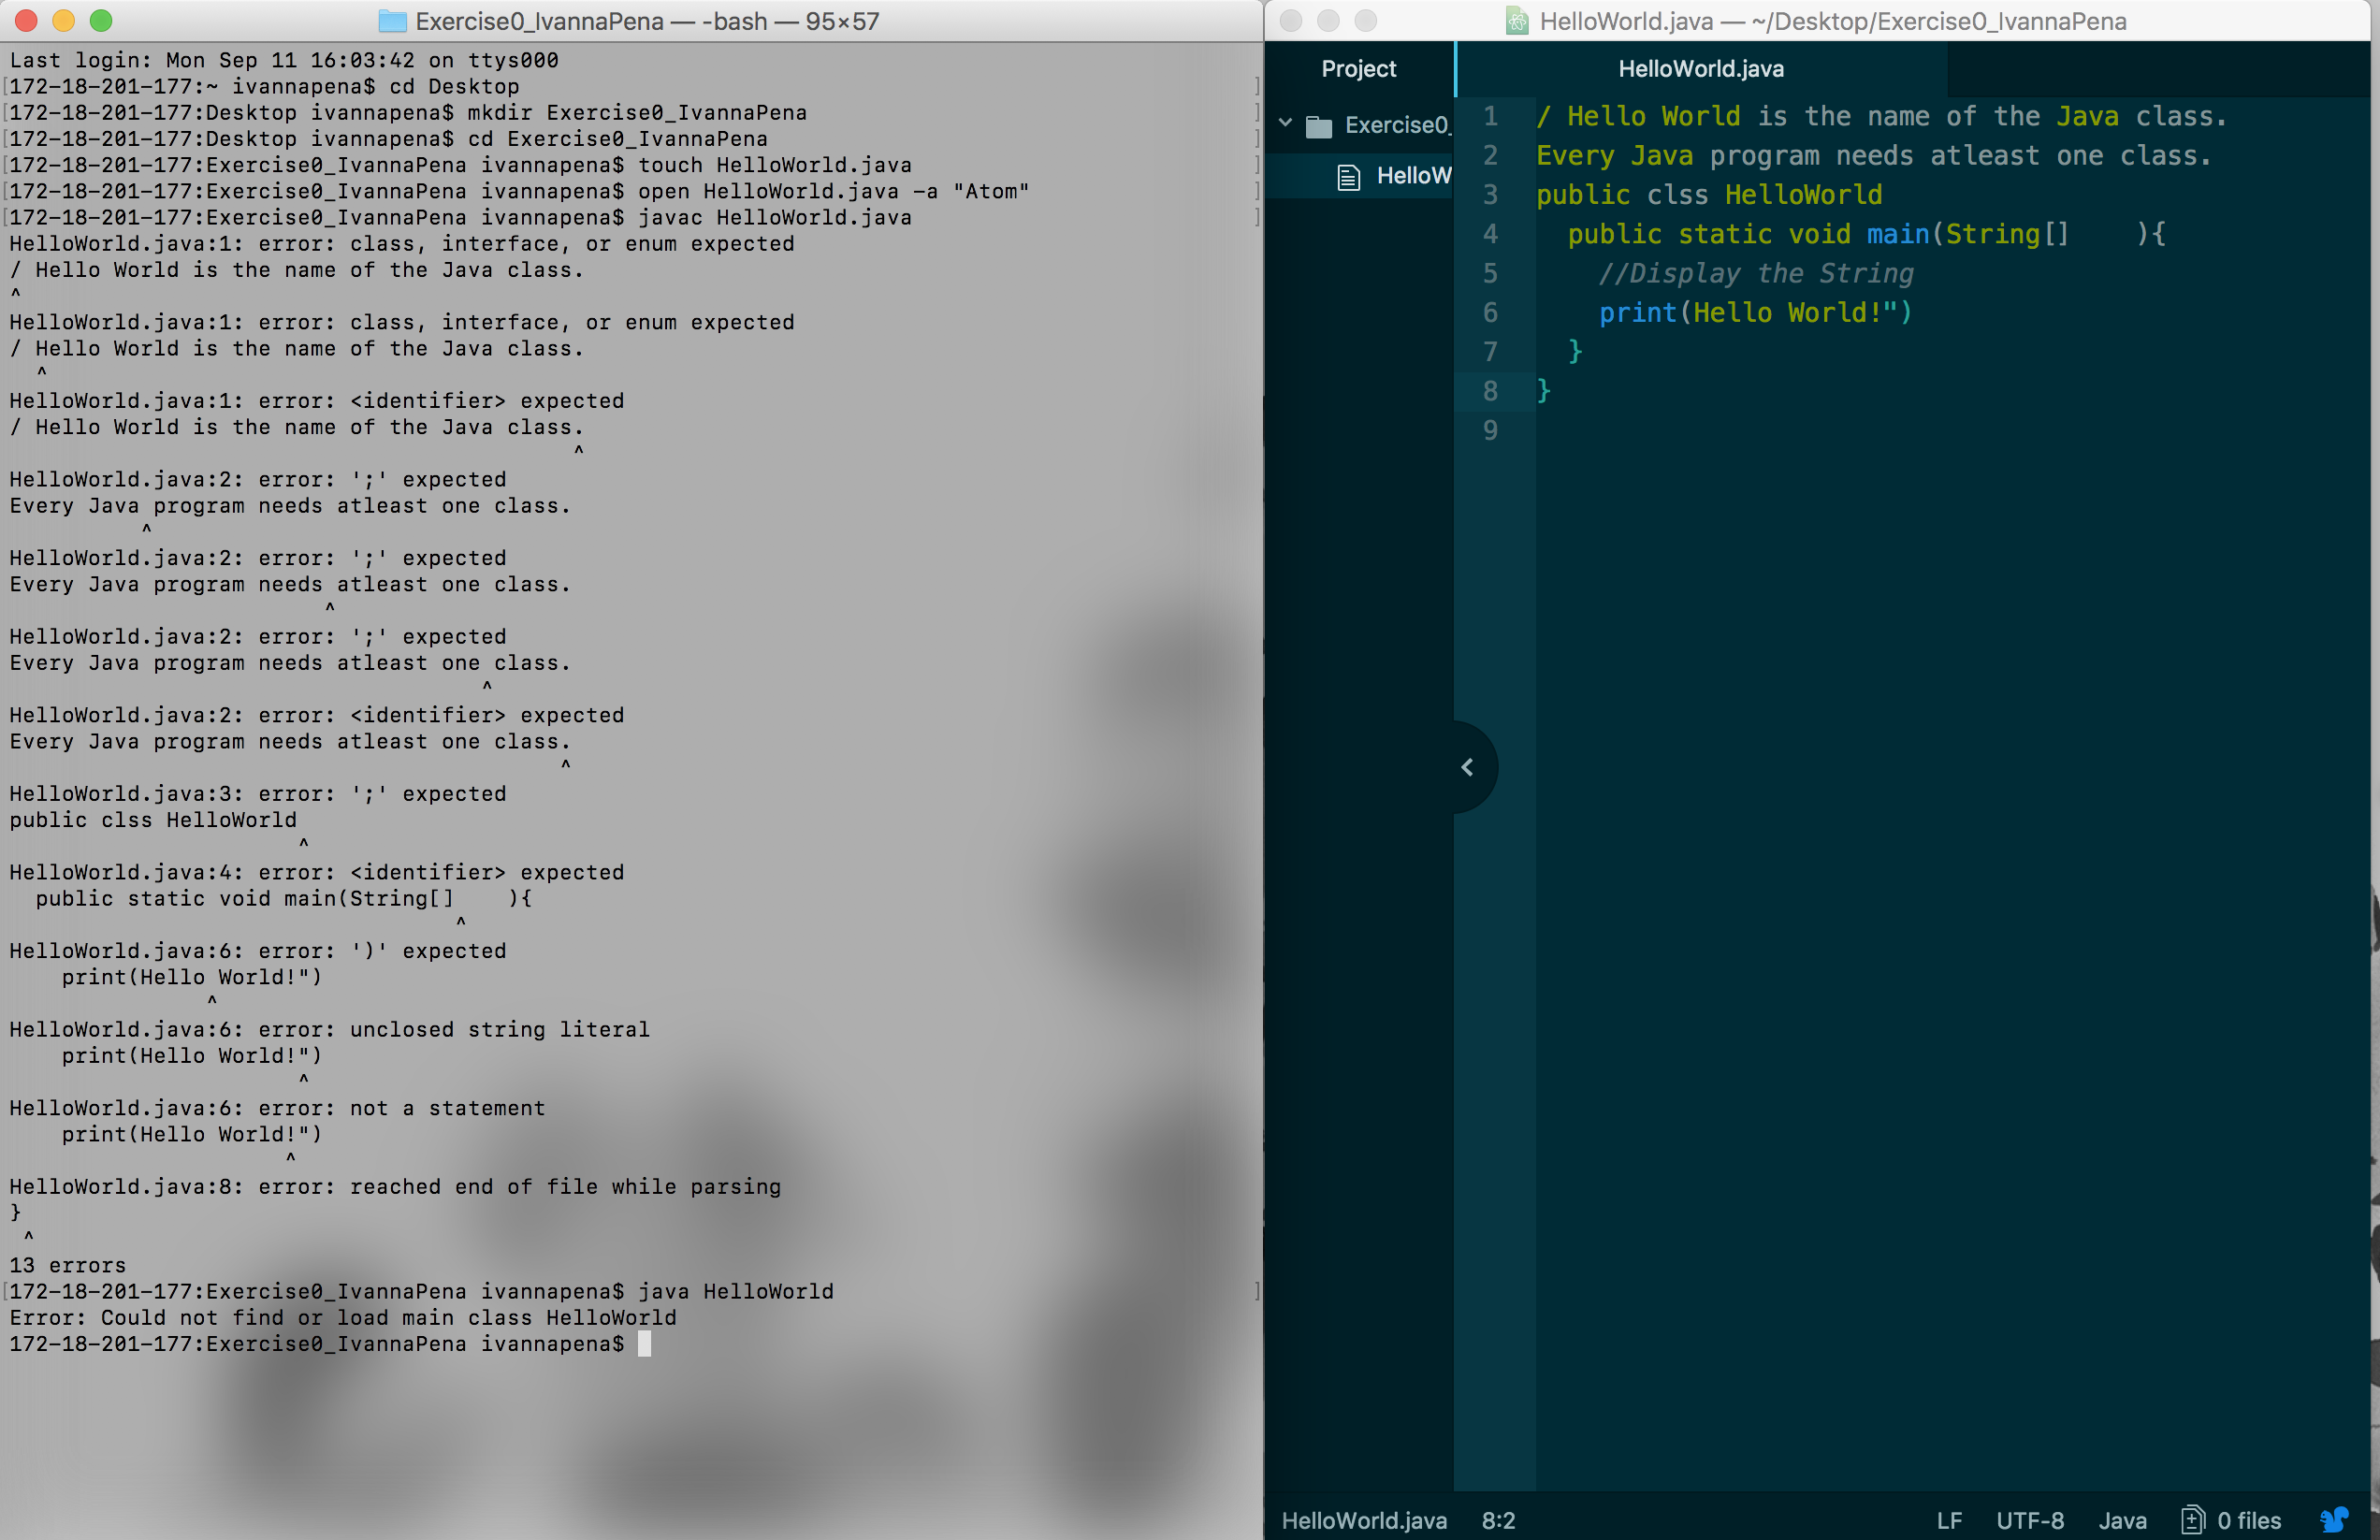 Exercise0_IvannaPena — -bash — 95×57
Last login: Mon Sep 11 16:03:42 on ttys000
[172-18-201-177:~ ivannapena$ cd Desktop ]
[172-18-201-177:Desktop ivannapena$ mkdir Exercise0_IvannaPena ]
[172-18-201-177:Desktop ivannapena$ cd Exercise0_IvannaPena ]
[172-18-201-177:Exercise0_IvannaPena ivannapena$ touch HelloWorld.java ]
[172-18-201-177:Exercise0_IvannaPena ivannapena$ open HelloWorld.java -a "Atom" ]
[172-18-201-177:Exercise0_IvannaPena ivannapena$ javac HelloWorld.java ]
HelloWorld.java:1: error: class, interface, or enum expected
/ Hello World is the name of the Java class.
^
HelloWorld.java:1: error: class, interface, or enum expected
/ Hello World is the name of the Java class.
  ^
HelloWorld.java:1: error: <identifier> expected
/ Hello World is the name of the Java class.
                                            ^
HelloWorld.java:2: error: ';' expected
Every Java program needs atleast one class.
          ^
HelloWorld.java:2: error: ';' expected
Every Java program needs atleast one class.
                        ^
HelloWorld.java:2: error: ';' expected
Every Java program needs atleast one class.
                                    ^
HelloWorld.java:2: error: <identifier> expected
Every Java program needs atleast one class.
                                          ^
HelloWorld.java:3: error: ';' expected
public clss HelloWorld
                      ^
HelloWorld.java:4: error: <identifier> expected
  public static void main(String[]    ){
                                  ^
HelloWorld.java:6: error: ')' expected
    print(Hello World!")
               ^
HelloWorld.java:6: error: unclosed string literal
    print(Hello World!")
                      ^
HelloWorld.java:6: error: not a statement
    print(Hello World!")
                     ^
HelloWorld.java:8: error: reached end of file while parsing
}
 ^
13 errors
[172-18-201-177:Exercise0_IvannaPena ivannapena$ java HelloWorld ]
Error: Could not find or load main class HelloWorld
172-18-201-177:Exercise0_IvannaPena ivannapena$
HelloWorld.java — ~/Desktop/Exercise0_IvannaPena
Project
Exercise0_
HelloW
HelloWorld.java
1 / Hello World is the name of the Java class.
2 Every Java program needs atleast one class.
3 public clss HelloWorld
4   public static void main(String[]    ){
5     //Display the String
6     print(Hello World!")
7   }
8 }
9
HelloWorld.java 8:2 LF UTF-8 Java 0 files